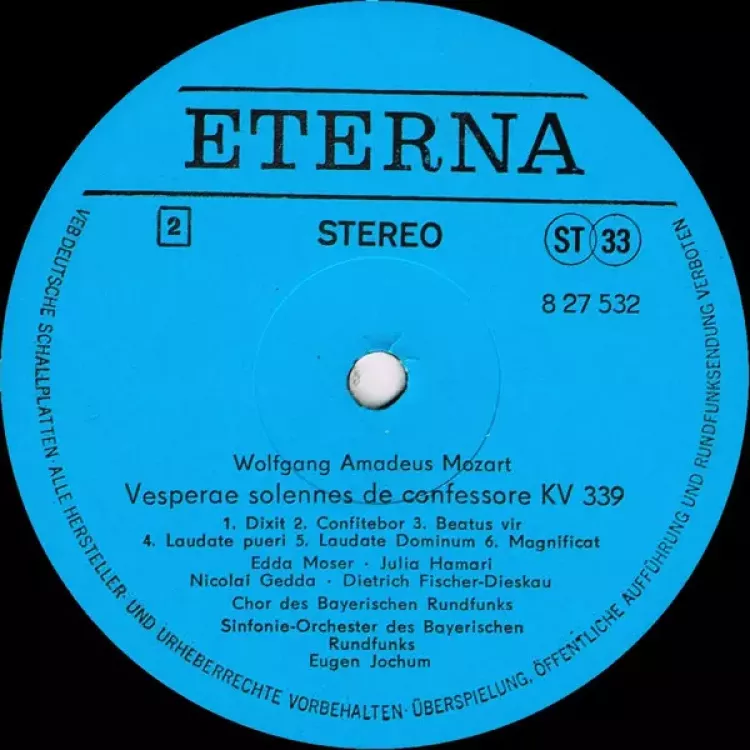 ETERNA
2 STEREO ST 33
8 27 532
Wolfgang Amadeus Mozart
Vesperae solennes de confessore KV 339
1. Dixit 2. Confitebor 3. Beatus vir
4. Laudate pueri 5. Laudate Dominum 6. Magnificat
Edda Moser · Julia Hamari
Nicolai Gedda · Dietrich Fischer-Dieskau
Chor des Bayerischen Rundfunks
Sinfonie-Orchester des Bayerischen
Rundfunks
Eugen Jochum
VEB DEUTSCHE SCHALLPLATTEN · ALLE HERSTELLER- UND URHEBERRECHTE VORBEHALTEN · ÜBERSPIELUNG, ÖFFENTLICHE AUFFÜHRUNG UND RUNDFUNKSENDUNG VERBOTEN